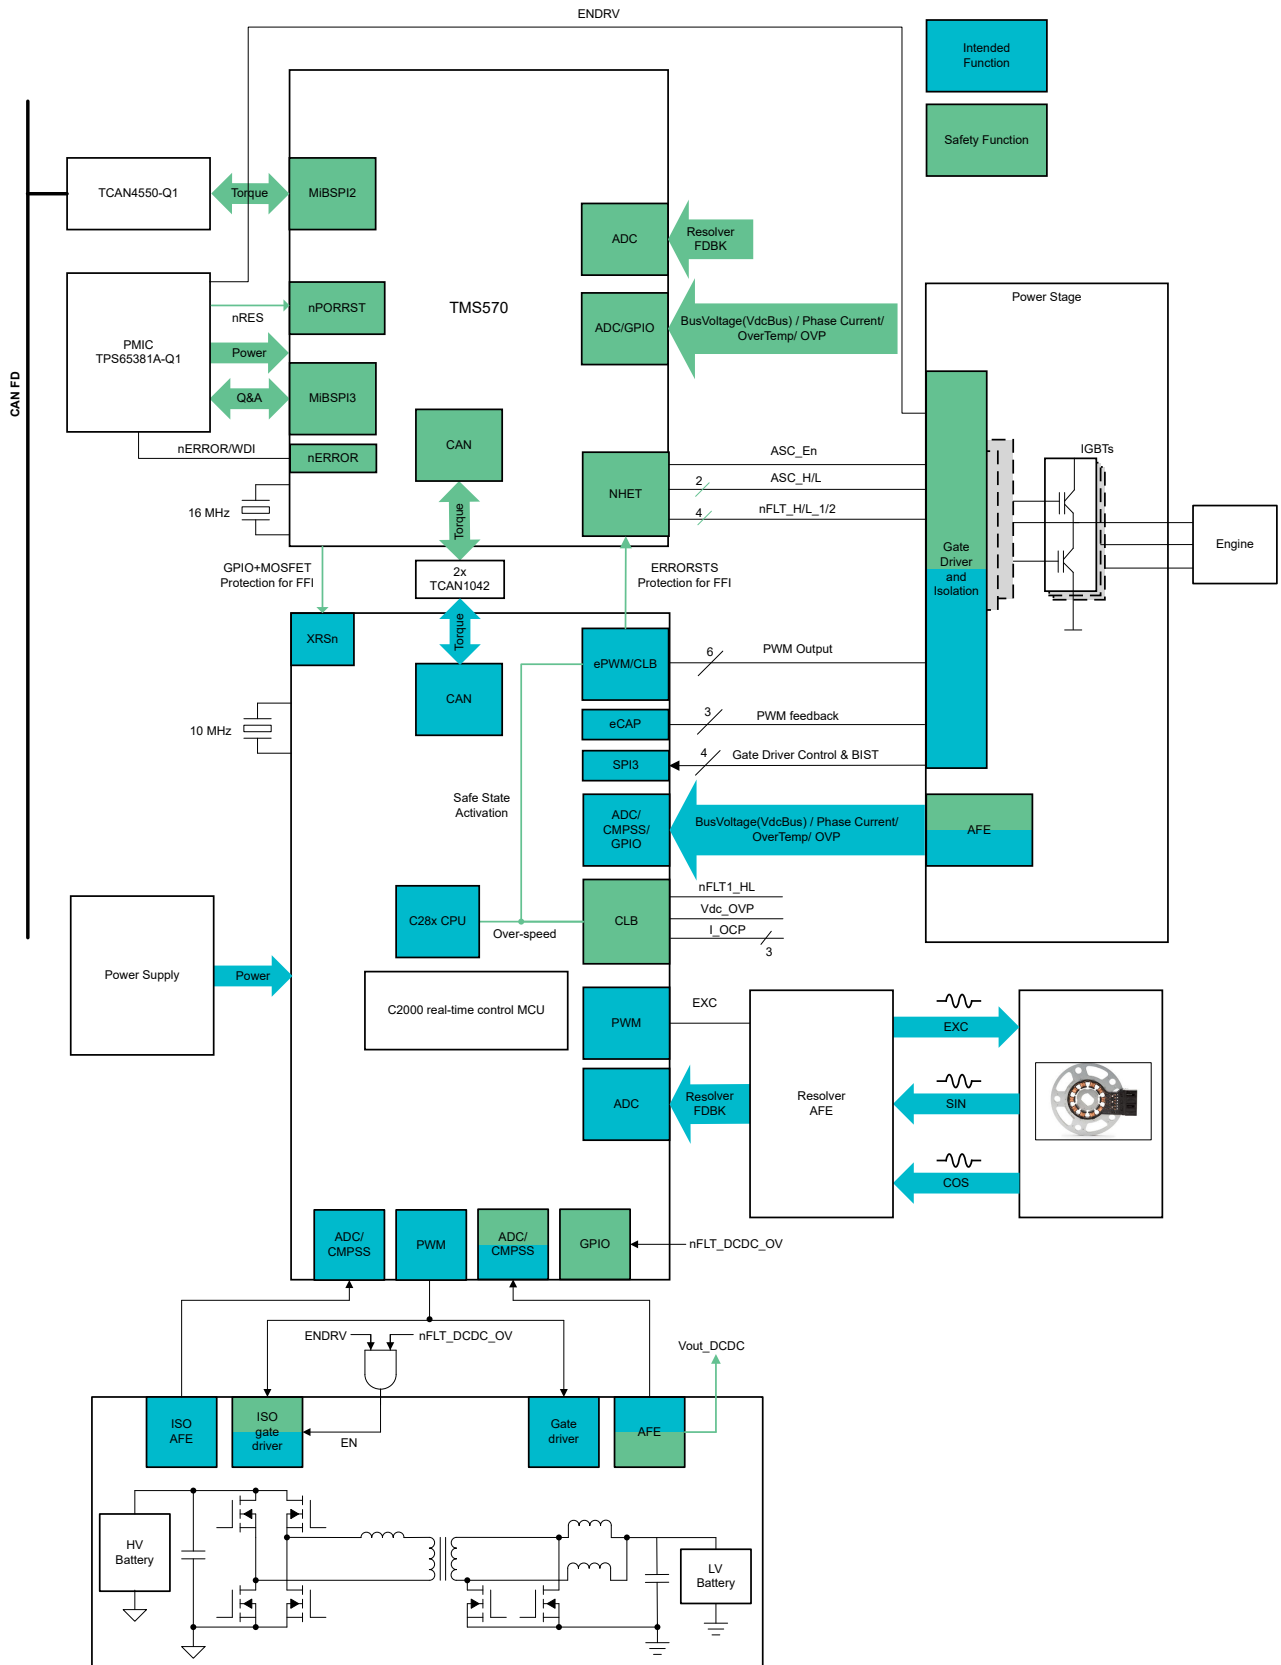 ENDRV
Intended
Function
Safety Function
CAN FD
TCAN4550-Q1
Torque
MiBSPI2
ADC
Resolver
FDBK
PMIC
TPS65381A-Q1
nRES
nPORRST
Power
Q&A
MiBSPI3
nERROR/WDI
nERROR
TMS570
ADC/GPIO
BusVoltage(VdcBus) / Phase Current/
OverTemp/ OVP
Power Stage
CAN
NHET
ASC_En
2
ASC_H/L
4
nFLT_H/L_1/2
16 MHz
Torque
IGBTs
Gate
Driver
and
Isolation
Engine
GPIO+MOSFET
Protection for FFI
2x
TCAN1042
ERRORSTS
Protection for FFI
XRSn
Torque
CAN
ePWM/CLB
6
PWM Output
eCAP
3
PWM feedback
10 MHz
SPI3
4
Gate Driver Control & BIST
Safe State
Activation
ADC/
CMPSS/
GPIO
BusVoltage(VdcBus) / Phase Current/
OverTemp/ OVP
AFE
C28x CPU
Over-speed
CLB
nFLT1_HL
Vdc_OVP
I_OCP
3
Power Supply
Power
C2000 real-time control MCU
PWM
EXC
ADC
Resolver
FDBK
Resolver
AFE
EXC
SIN
COS
ADC/
CMPSS
PWM
ADC/
CMPSS
GPIO
nFLT_DCDC_OV
ENDRV
nFLT_DCDC_OV
Vout_DCDC
ISO
AFE
ISO
gate
driver
EN
Gate
driver
AFE
HV
Battery
LV
Battery